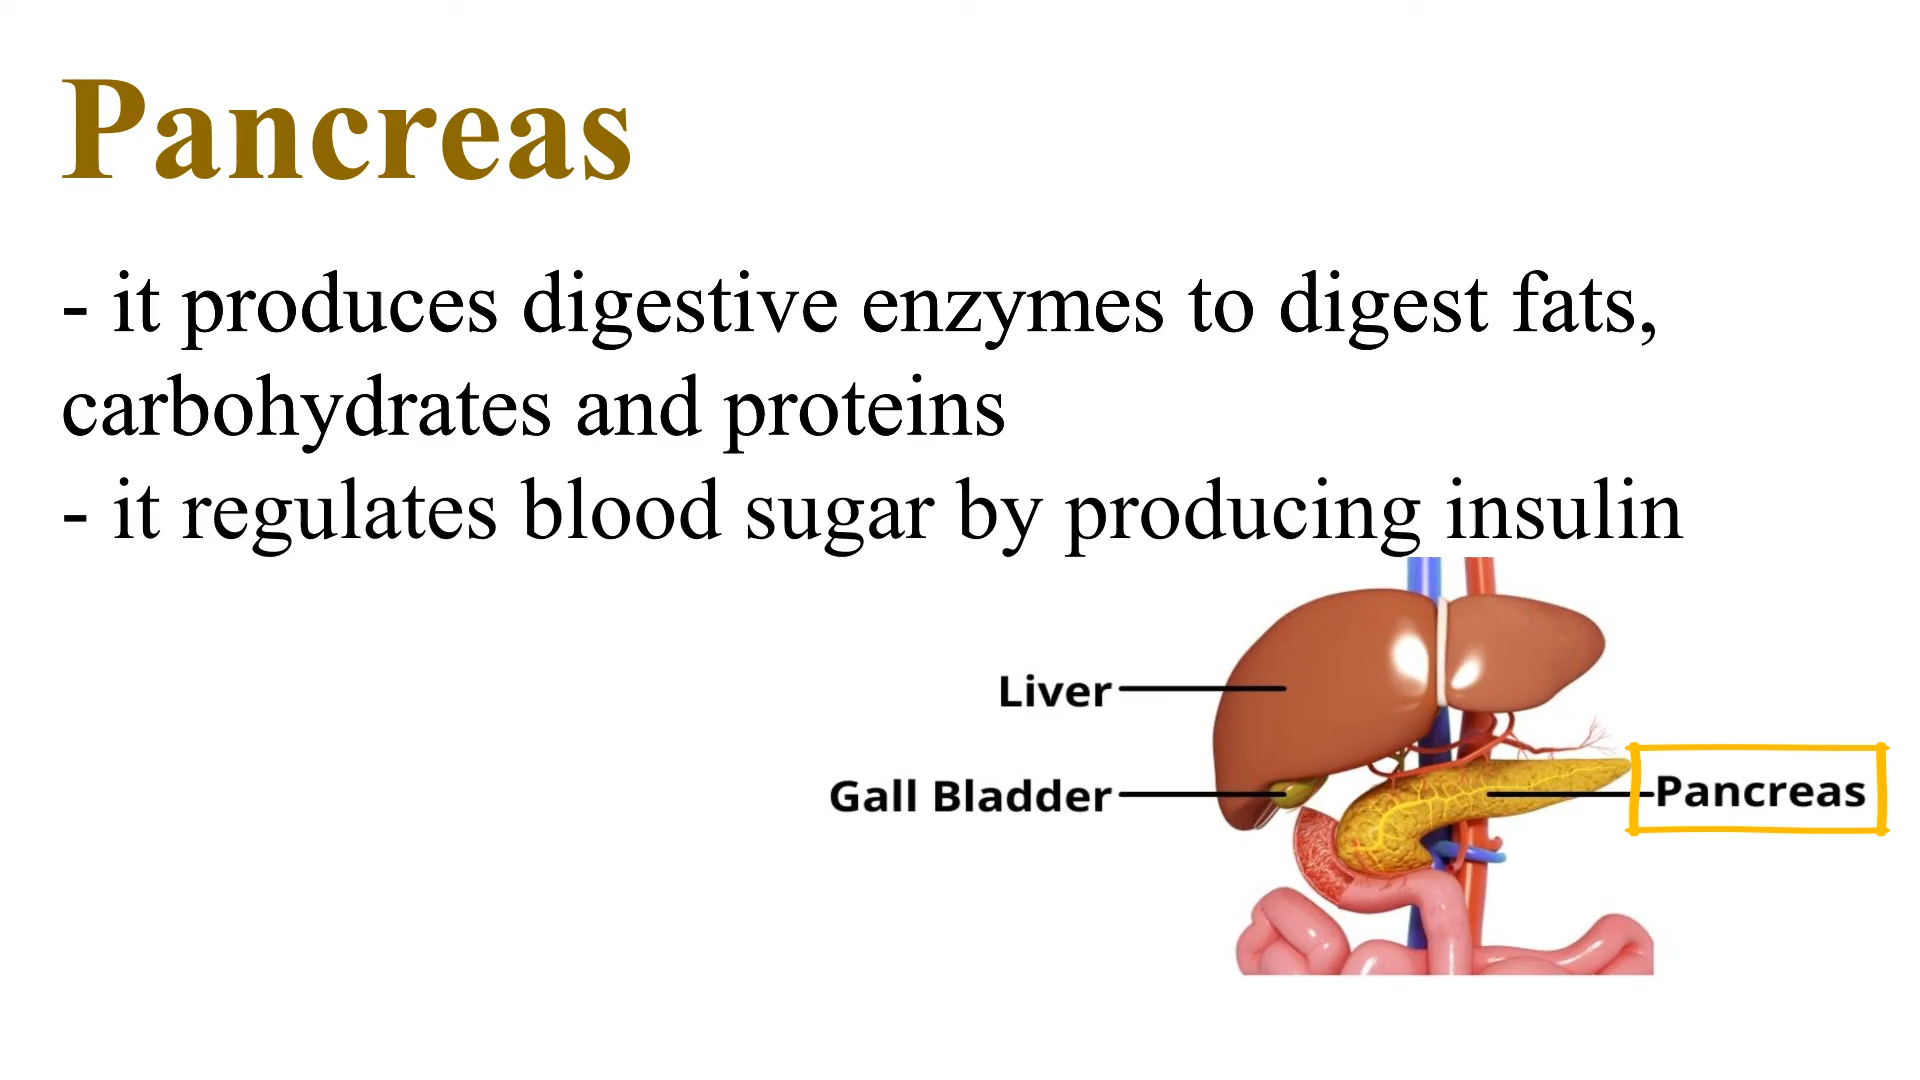 Pancreas
- it produces digestive enzymes to digest fats,
carbohydrates and proteins
- it regulates blood sugar by producing insulin
Liver
Gall Bladder
Pancreas